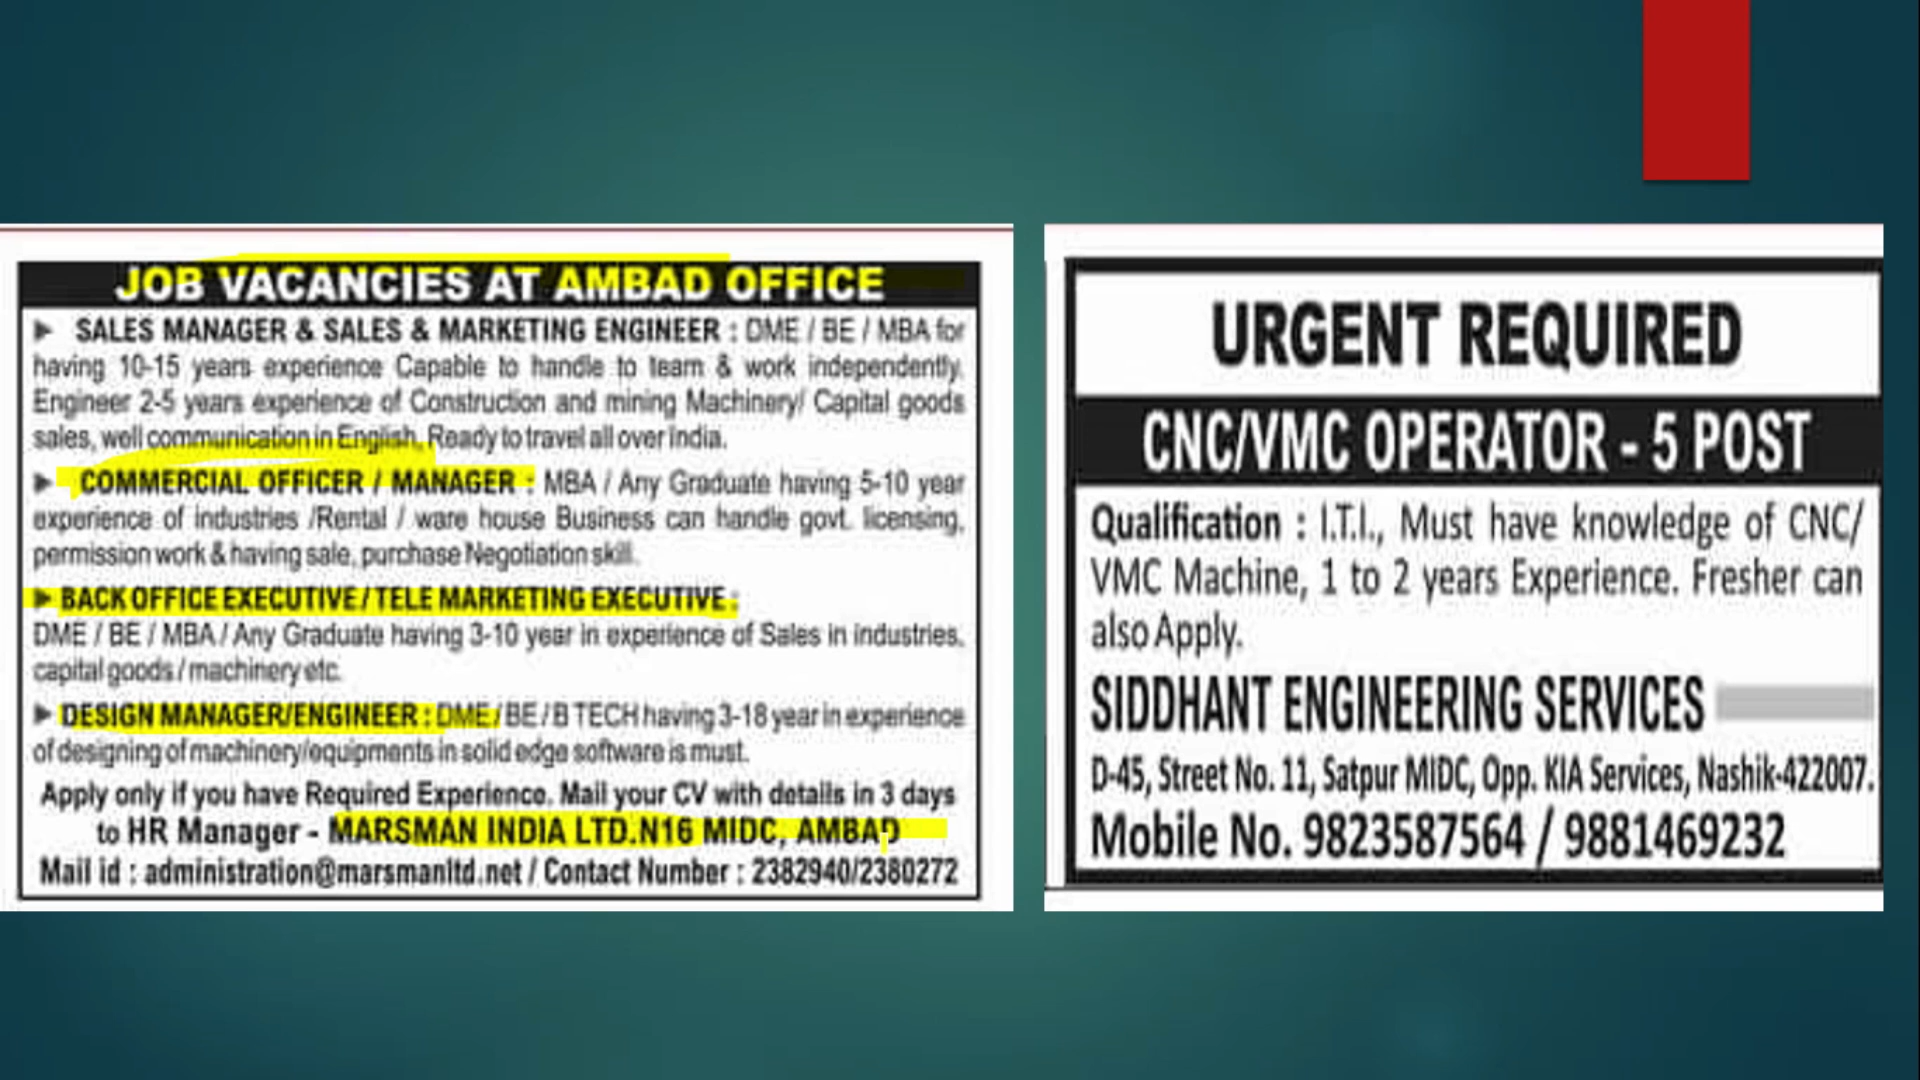 JOB VACANCIES AT AMBAD OFFICE
► SALES MANAGER & SALES & MARKETING ENGINEER : DME / BE / MBA for
having 10-15 years experience Capable to handle to team & work independently.
Engineer 2-5 years experience of Construction and mining Machinery/ Capital goods
sales, well communication in English, Ready to travel all over India.
► COMMERCIAL OFFICER / MANAGER : MBA / Any Graduate having 5-10 year
experience of industries /Rental / ware house Business can handle govt. licensing,
permission work & having sale, purchase Negotiation skill.
► BACK OFFICE EXECUTIVE / TELE MARKETING EXECUTIVE :
DME / BE / MBA / Any Graduate having 3-10 year in experience of Sales in industries,
capital goods / machinery etc.
► DESIGN MANAGER/ENGINEER : DME / BE / B TECH having 3-18 year in experience
of designing of machinery/equipments in solid edge software is must.
Apply only if you have Required Experience. Mail your CV with details in 3 days
to HR Manager - MARSMAN INDIA LTD.N16 MIDC, AMBAD
Mail id : administration@marsmanltd.net / Contact Number : 2382940/2380272
URGENT REQUIRED
CNC/VMC OPERATOR - 5 POST
Qualification : I.T.I., Must have knowledge of CNC/
VMC Machine, 1 to 2 years Experience. Fresher can
also Apply.
SIDDHANT ENGINEERING SERVICES
D-45, Street No. 11, Satpur MIDC, Opp. KIA Services, Nashik-422007.
Mobile No. 9823587564 / 9881469232